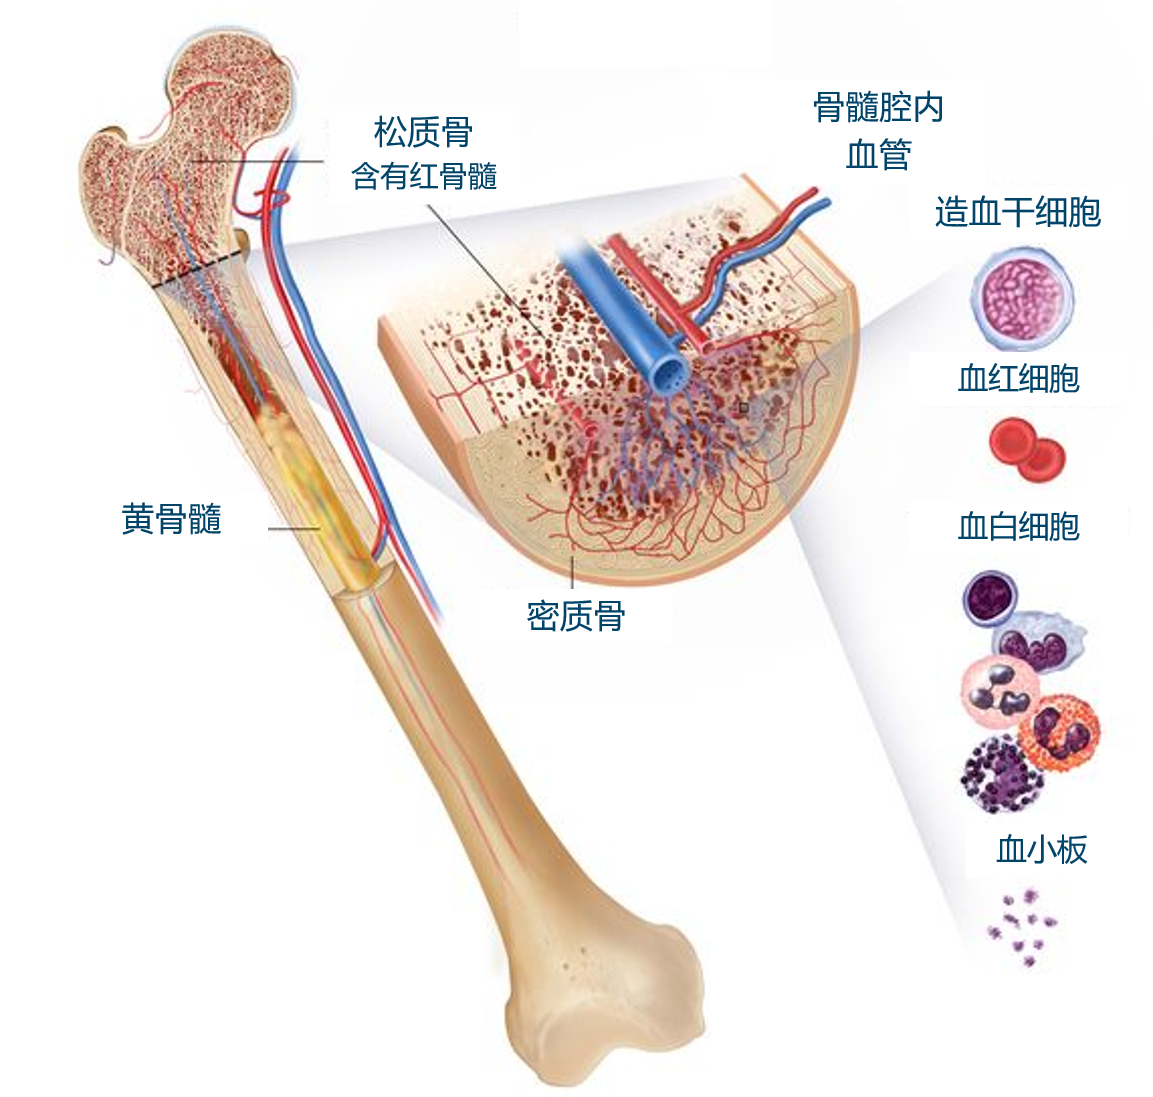 松质骨
含有红骨髓
骨髓腔内
血管
造血干细胞
血红细胞
血白细胞
黄骨髓
密质骨
血小板